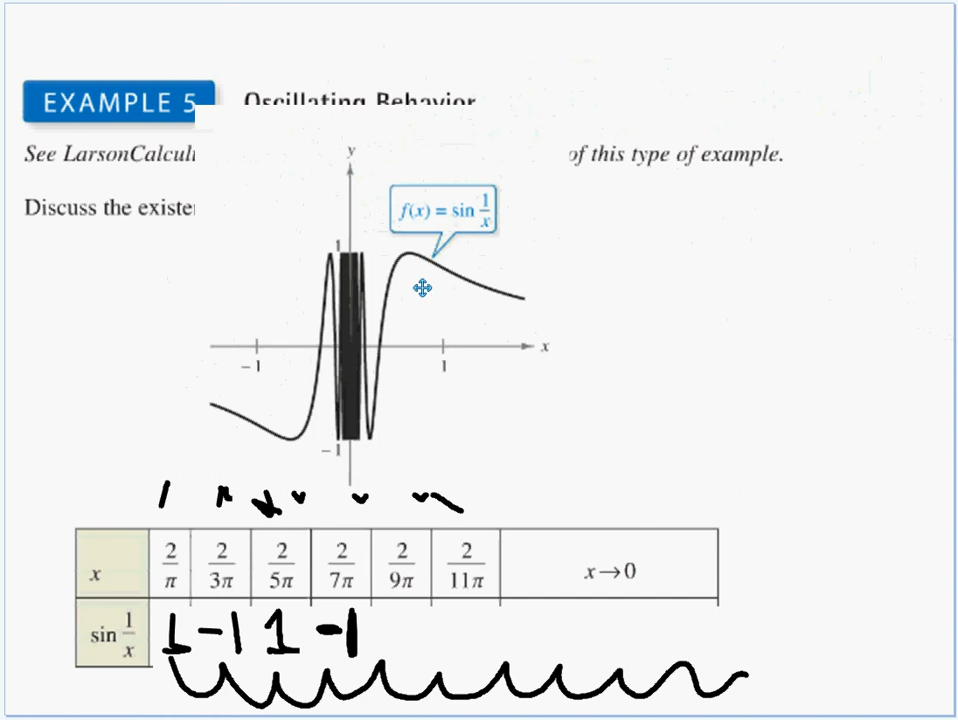 EXAMPLE 5 Oscillating Behavior
See LarsonCalcul of this type of example.
Discuss the existe
y
f(x) = sin 1/x
1
-1 1 x
-1
x 2/π 2/3π 2/5π 2/7π 2/9π 2/11π x→0
sin 1/x 1 -1 1 -1